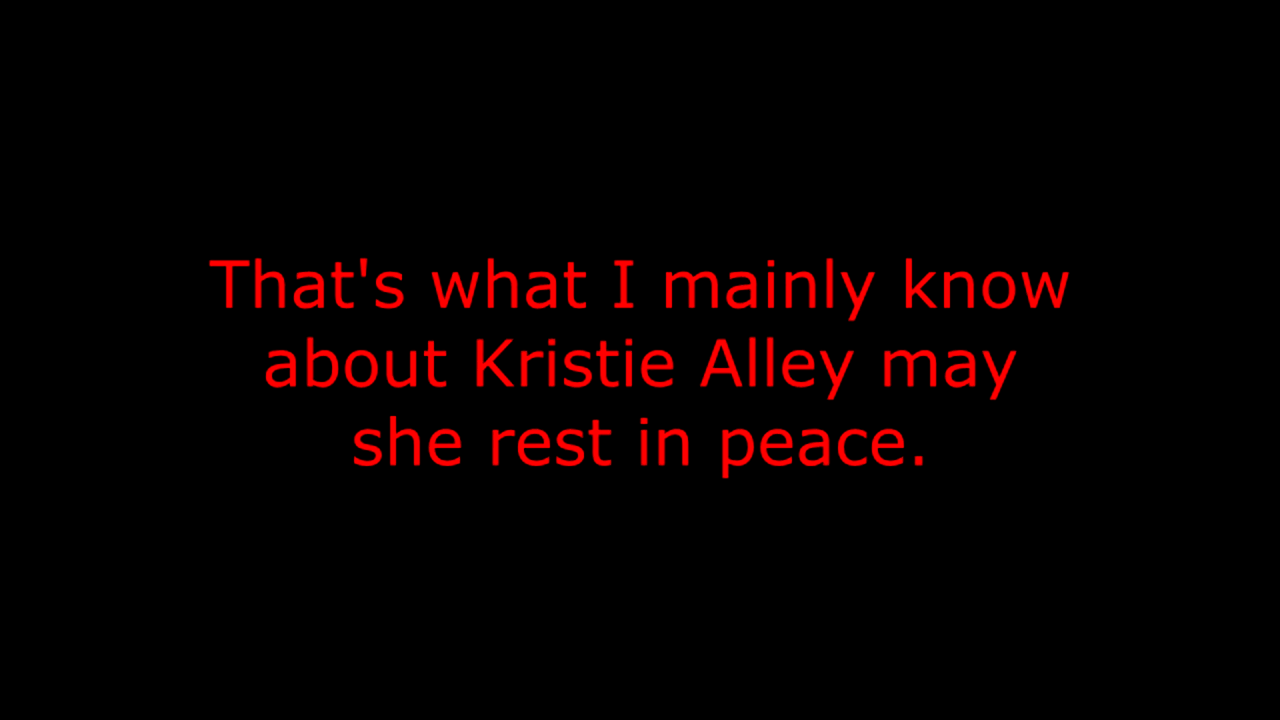 That's what I mainly know
about Kristie Alley may
she rest in peace.